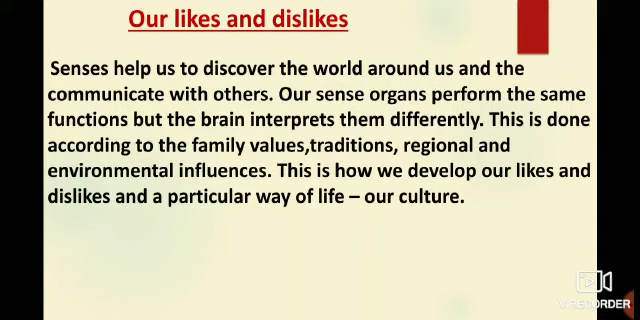 Our likes and dislikes
Senses help us to discover the world around us and the
communicate with others. Our sense organs perform the same
functions but the brain interprets them differently. This is done
according to the family values,traditions, regional and
environmental influences. This is how we develop our likes and
dislikes and a particular way of life – our culture.
V.RECORDER